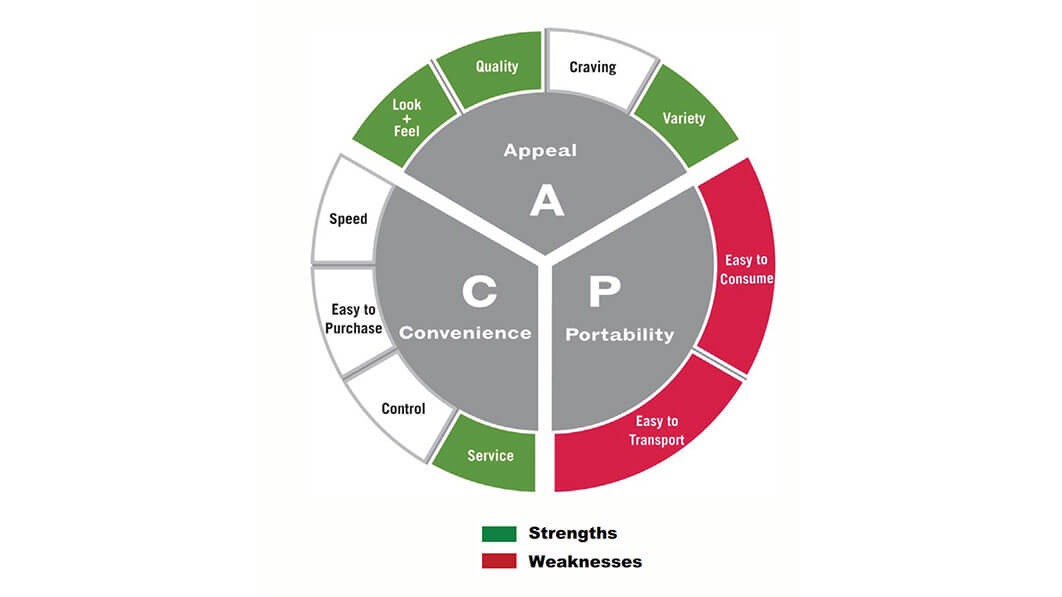 Quality
Craving
Look
+
Feel
Variety
Appeal
A
Speed
Easy to
Purchase
Control
Service
C
Convenience
P
Portability
Easy to
Consume
Easy to
Transport
Strengths
Weaknesses